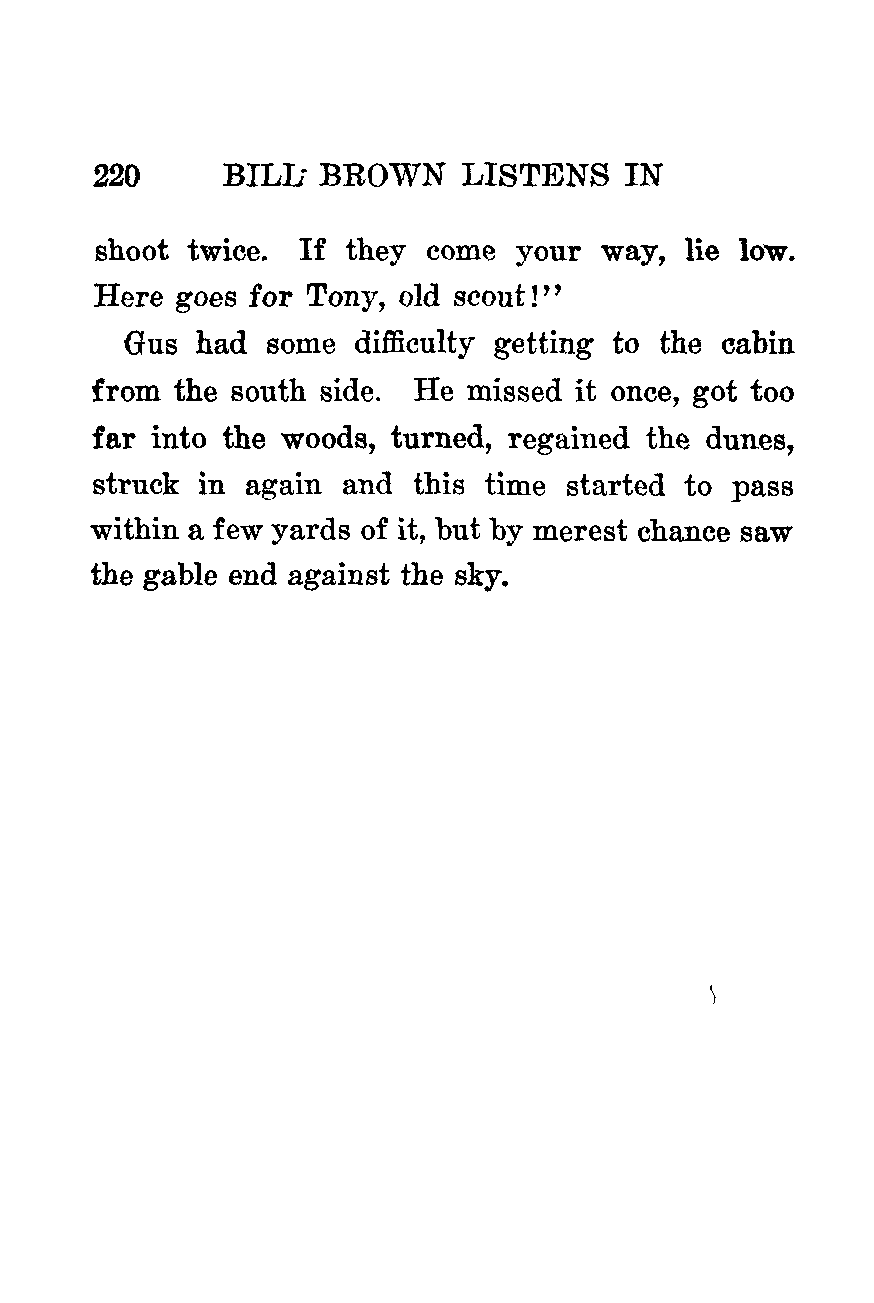 220 BILL BROWN LISTENS IN
shoot twice. If they come your way, lie low.
Here goes for Tony, old scout!"
Gus had some difficulty getting to the cabin
from the south side. He missed it once, got too
far into the woods, turned, regained the dunes,
struck in again and this time started to pass
within a few yards of it, but by merest chance saw
the gable end against the sky.